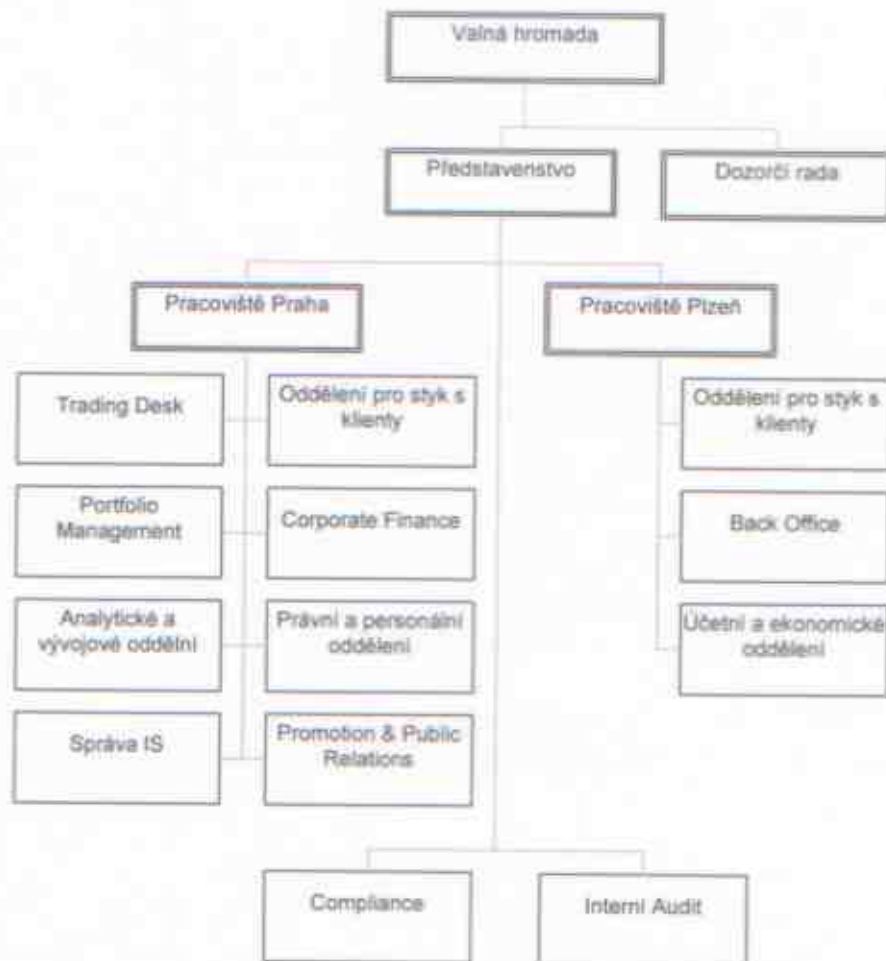 Valná hromada
Představenstvo
Dozorčí rada
Pracoviště Praha
Pracoviště Plzeň
Trading Desk
Oddělení pro styk s
klienty
Oddělení pro styk s
klienty
Portfolio
Management
Corporate Finance
Back Office
Analytické a
vývojové oddělní
Právní a personální
oddělení
Účetní a ekonomické
oddělení
Správa IS
Promotion & Public
Relations
Compliance
Interní Audit